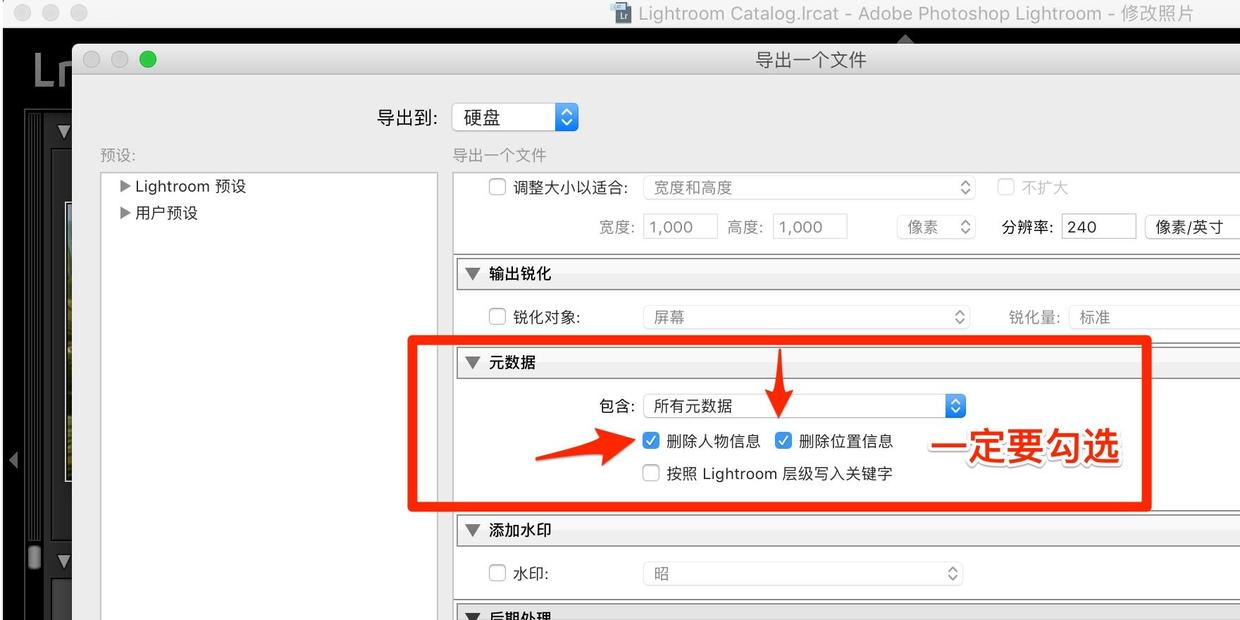 Lightroom Catalog.lrcat - Adobe Photoshop Lightroom - 修改照片
Lr
导出一个文件
导出到: 硬盘
预设:
Lightroom 预设
用户预设
导出一个文件
调整大小以适合: 宽度和高度 不扩大
宽度: 1,000 高度: 1,000 像素 分辨率: 240 像素/英寸
输出锐化
锐化对象: 屏幕 锐化量: 标准
元数据
包含: 所有元数据
删除人物信息 删除位置信息 一定要勾选
按照 Lightroom 层级写入关键字
添加水印
水印: 昭
后期处理